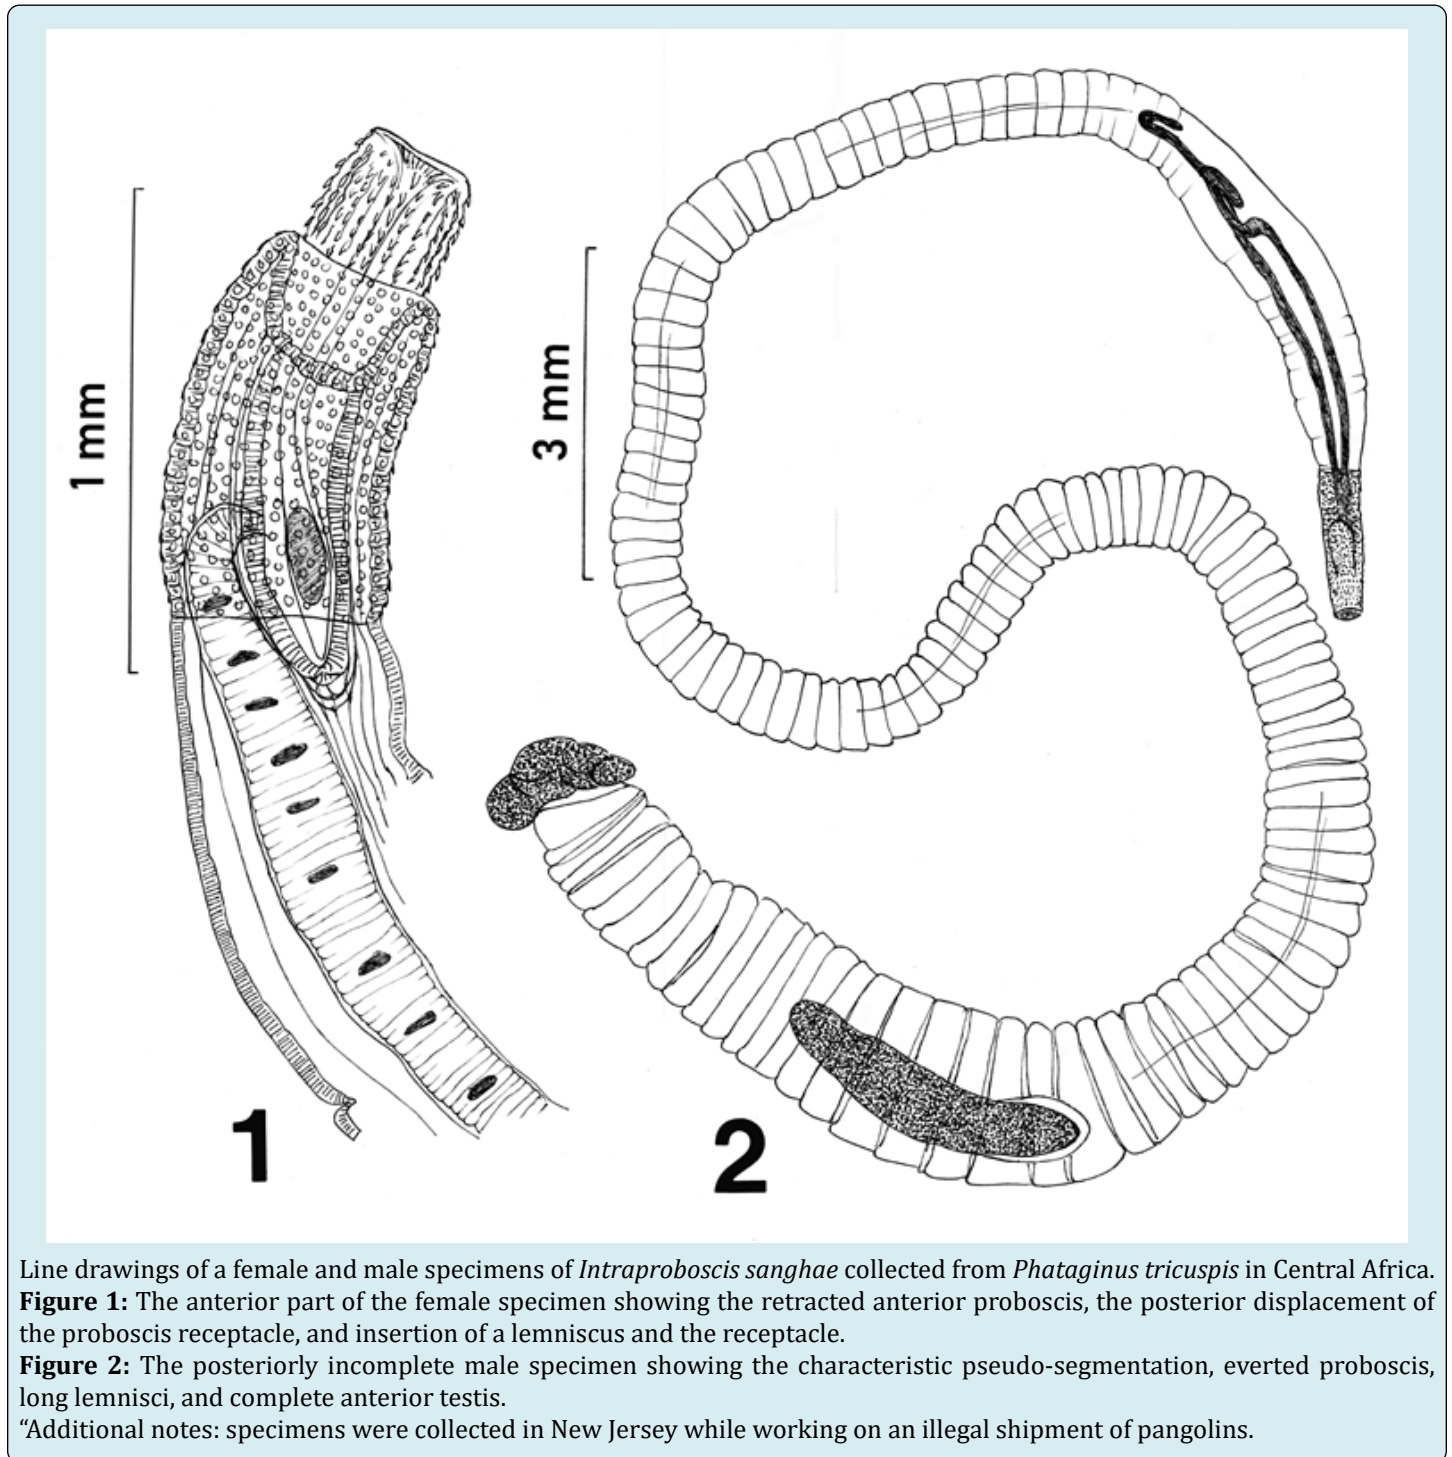 1 mm
3 mm
1
2
Line drawings of a female and male specimens of Intraproboscis sanghae collected from Phataginus tricuspis in Central Africa.
Figure 1: The anterior part of the female specimen showing the retracted anterior proboscis, the posterior displacement of
the proboscis receptacle, and insertion of a lemniscus and the receptacle.
Figure 2: The posteriorly incomplete male specimen showing the characteristic pseudo-segmentation, everted proboscis,
long lemnisci, and complete anterior testis.
“Additional notes: specimens were collected in New Jersey while working on an illegal shipment of pangolins.